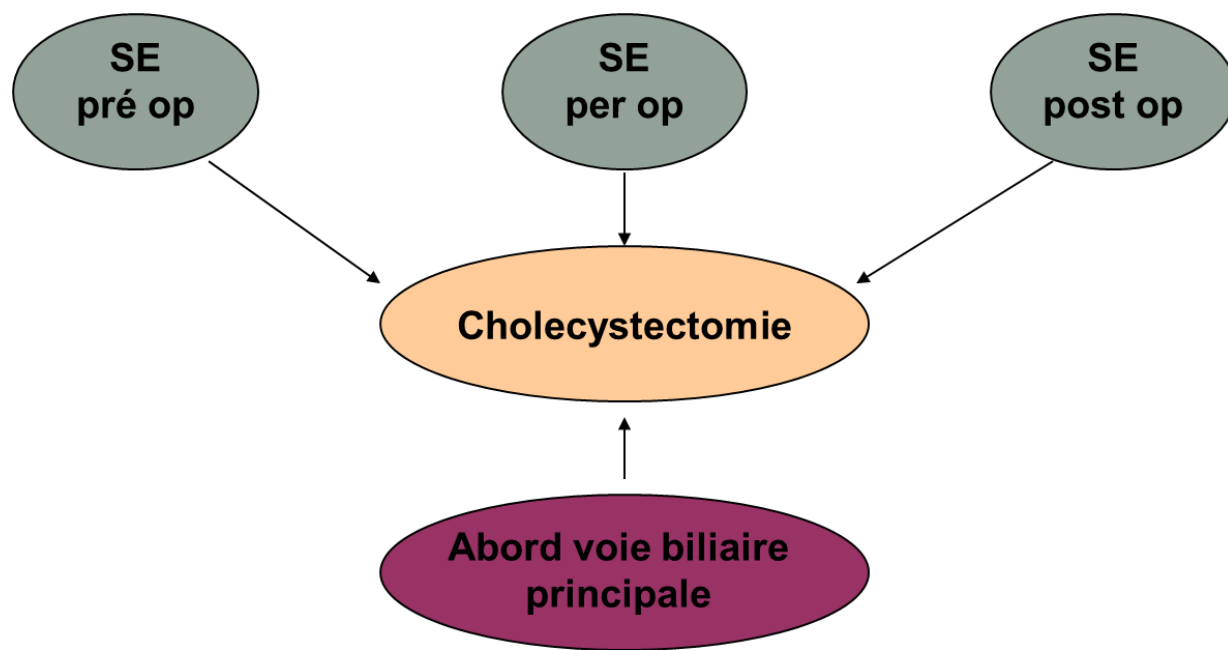 SE
pré op
SE
per op
SE
post op
Cholecystectomie
Abord voie biliaire
principale